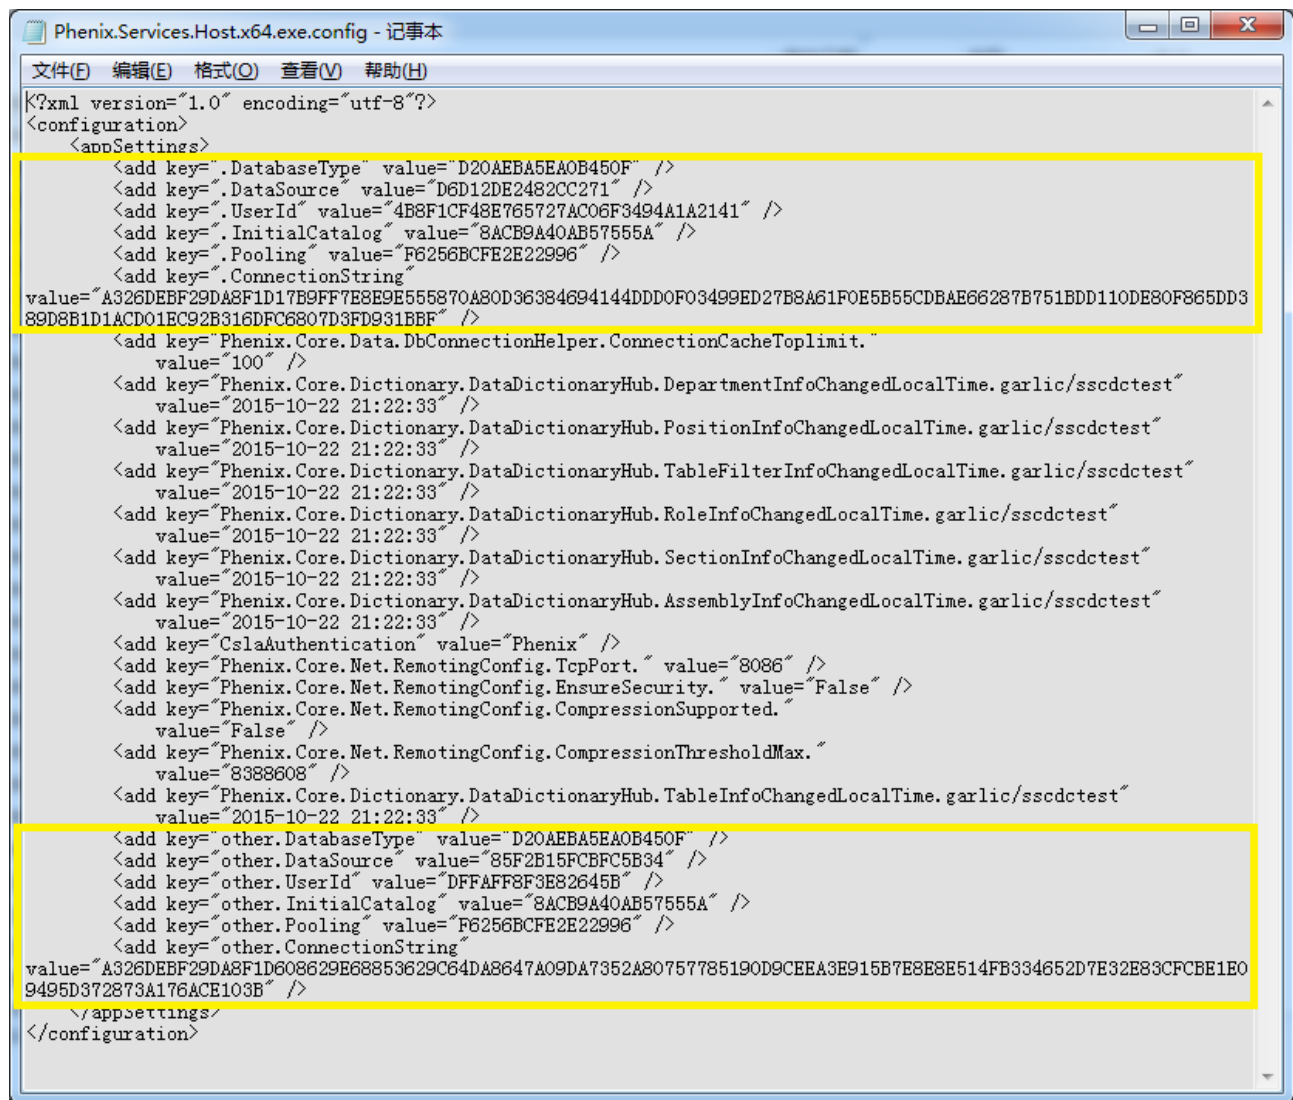 Phenix.Services.Host.x64.exe.config - 记事本
文件(F) 编辑(E) 格式(O) 查看(V) 帮助(H)
<?xml version="1.0" encoding="utf-8"?>
<configuration>
<appSettings>
<add key=".DatabaseType" value="D20AEBA5EA0B450F" />
<add key=".DataSource" value="D6D12DE2482CC271" />
<add key=".UserId" value="4B8F1CF48E765727AC06F3494A1A2141" />
<add key=".InitialCatalog" value="8ACB9A40AB57555A" />
<add key=".Pooling" value="F6256BCFE2E22996" />
<add key=".ConnectionString"
value="A326DEBF29DA8F1D17B9FF7E8E9E555870A80D36384694144DDD0F03499ED27B8A61F0E5B55CDBAE66287B751BDD110DE80F865DD3
89D8B1D1ACD01EC92B316DFC6807D3FD931BBF" />
<add key="Phenix.Core.Data.DbConnectionHelper.ConnectionCacheToplimit."
value="100" />
<add key="Phenix.Core.Dictionary.DataDictionaryHub.DepartmentInfoChangedLocalTime.garlic/sscdctest"
value="2015-10-22 21:22:33" />
<add key="Phenix.Core.Dictionary.DataDictionaryHub.PositionInfoChangedLocalTime.garlic/sscdctest"
value="2015-10-22 21:22:33" />
<add key="Phenix.Core.Dictionary.DataDictionaryHub.TableFilterInfoChangedLocalTime.garlic/sscdctest"
value="2015-10-22 21:22:33" />
<add key="Phenix.Core.Dictionary.DataDictionaryHub.RoleInfoChangedLocalTime.garlic/sscdctest"
value="2015-10-22 21:22:33" />
<add key="Phenix.Core.Dictionary.DataDictionaryHub.SectionInfoChangedLocalTime.garlic/sscdctest"
value="2015-10-22 21:22:33" />
<add key="Phenix.Core.Dictionary.DataDictionaryHub.AssemblyInfoChangedLocalTime.garlic/sscdctest"
value="2015-10-22 21:22:33" />
<add key="CslaAuthentication" value="Phenix" />
<add key="Phenix.Core.Net.RemotingConfig.TcpPort." value="8086" />
<add key="Phenix.Core.Net.RemotingConfig.EnsureSecurity." value="False" />
<add key="Phenix.Core.Net.RemotingConfig.CompressionSupported."
value="False" />
<add key="Phenix.Core.Net.RemotingConfig.CompressionThresholdMax."
value="8388608" />
<add key="Phenix.Core.Dictionary.DataDictionaryHub.TableInfoChangedLocalTime.garlic/sscdctest"
value="2015-10-22 21:22:33" />
<add key="other.DatabaseType" value="D20AEBA5EA0B450F" />
<add key="other.DataSource" value="85F2B15FCBFC5B34" />
<add key="other.UserId" value="DFFAFF8F3E82645B" />
<add key="other.InitialCatalog" value="8ACB9A40AB57555A" />
<add key="other.Pooling" value="F6256BCFE2E22996" />
<add key="other.ConnectionString"
value="A326DEBF29DA8F1D608629E68853629C64DA8647A09DA7352A80757785190D9CEEA3E915B7E8E8E514FB334652D7E32E83CFCBE1E0
9495D372873A176ACE103B" />
</appSettings>
</configuration>